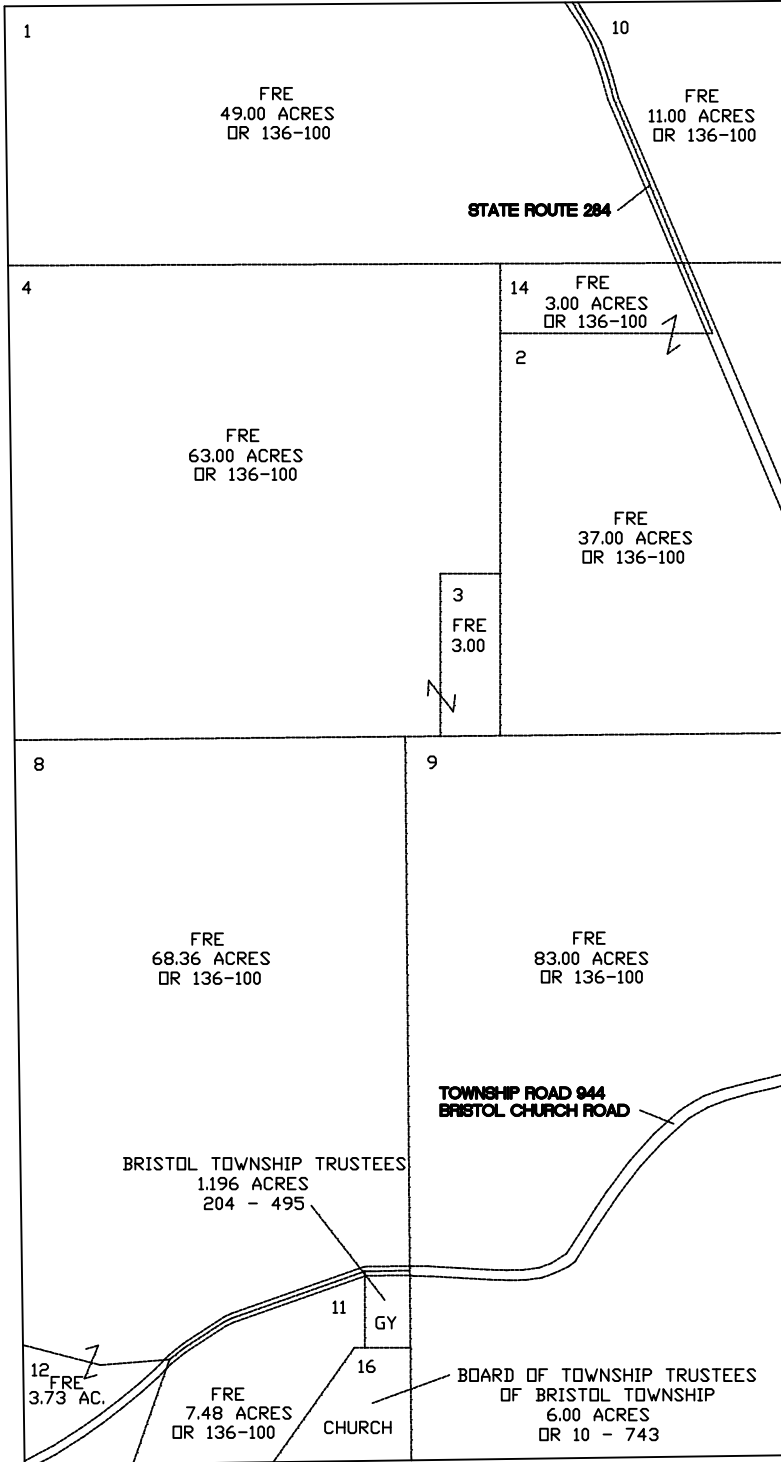 1
10
FRE
49.00 ACRES
OR 136-100
FRE
11.00 ACRES
OR 136-100
STATE ROUTE 284
4
14
FRE
3.00 ACRES
OR 136-100
2
FRE
63.00 ACRES
OR 136-100
FRE
37.00 ACRES
OR 136-100
3
FRE
3.00
8
9
FRE
68.36 ACRES
OR 136-100
FRE
83.00 ACRES
OR 136-100
TOWNSHIP ROAD 944
BRISTOL CHURCH ROAD
BRISTOL TOWNSHIP TRUSTEES
1.196 ACRES
204 - 495
11
GY
12
FRE
3.73 AC.
16
FRE
7.48 ACRES
OR 136-100
CHURCH
BOARD OF TOWNSHIP TRUSTEES
OF BRISTOL TOWNSHIP
6.00 ACRES
OR 10 - 743